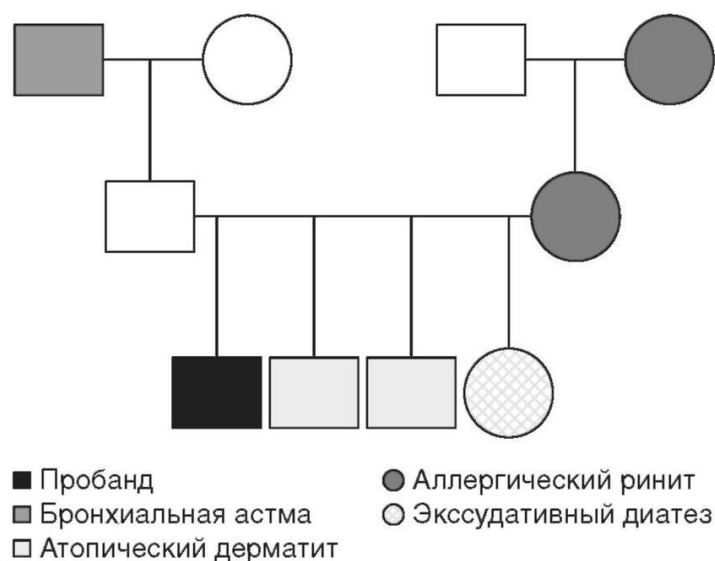 Пробанд
Бронхиальная астма
Атопический дерматит
Аллергический ринит
Экссудативный диатез